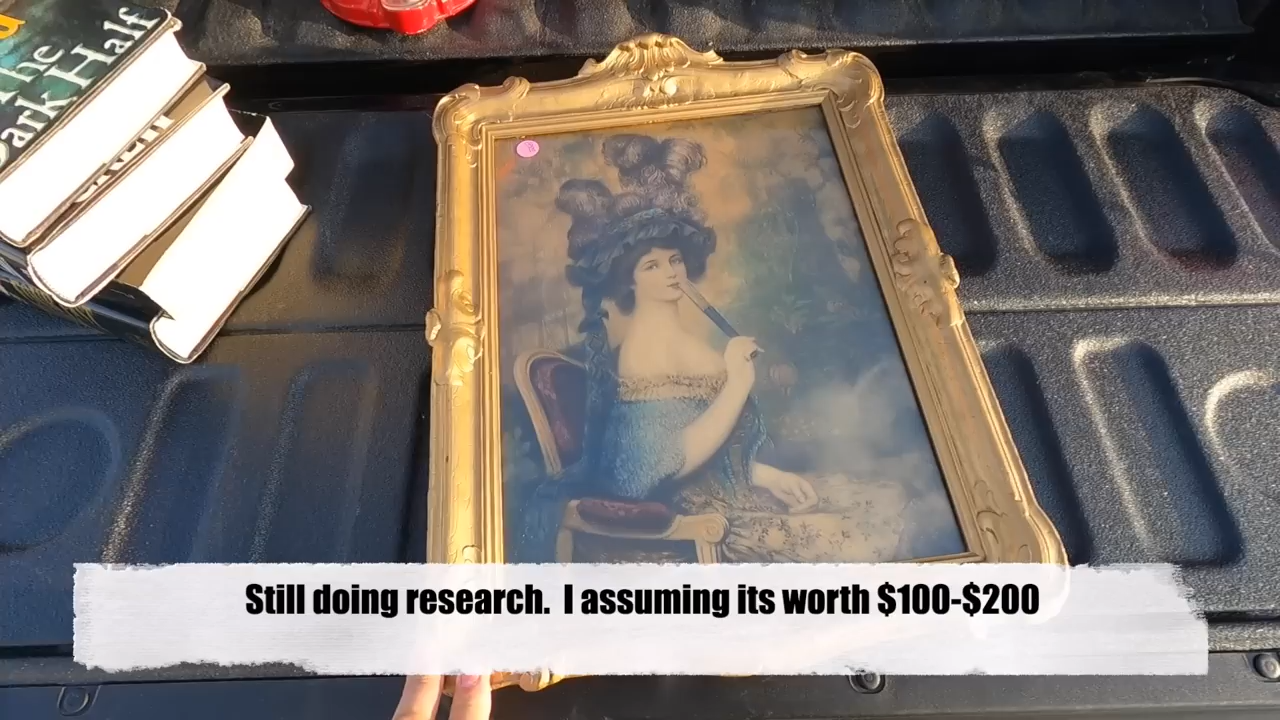 The
Dark Half
Still doing research.  I assuming its worth $100-$200